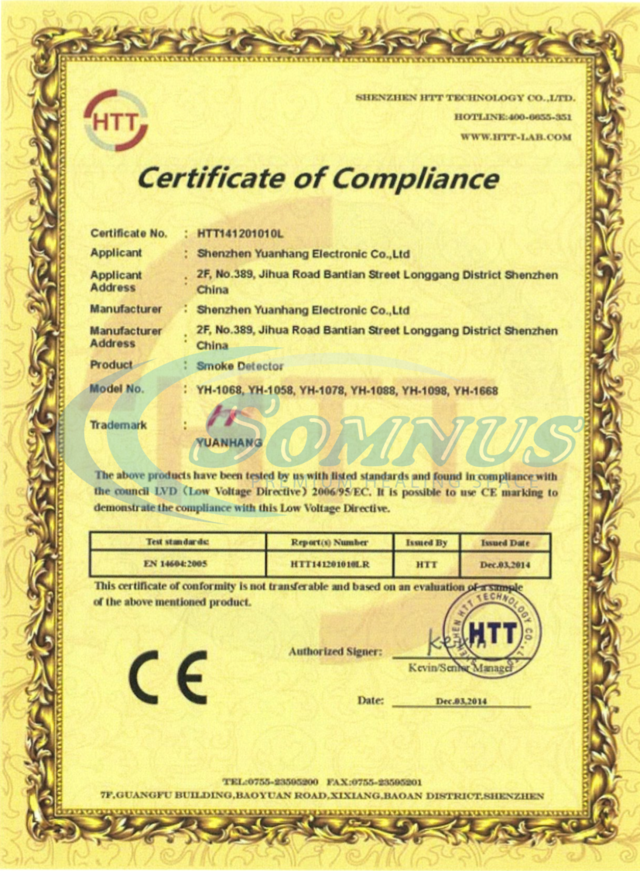 HTT
SHENZHEN HTT TECHNOLOGY CO.,LTD.
HOTLINE:400-6655-351
WWW.HTT-LAB.COM
Certificate of Compliance
Certificate No. : HTT141201010L
Applicant : Shenzhen Yuanhang Electronic Co.,Ltd
Applicant Address : 2F, No.389, Jihua Road Bantian Street Longgang District Shenzhen
China
Manufacturer : Shenzhen Yuanhang Electronic Co.,Ltd
Manufacturer Address : 2F, No.389, Jihua Road Bantian Street Longgang District Shenzhen
China
Product : Smoke Detector
Model No. : YH-1068, YH-1058, YH-1078, YH-1088, YH-1098, YH-1668
Trademark :
YUANHANG
SOMNUS
The above products have been tested by us with listed standards and found in compliance with
the council LVD (Low Voltage Directive) 2006/95/EC. It is possible to use CE marking to
demonstrate the compliance with this Low Voltage Directive.
Test standards: Report(s) Number Issued By Issued Date
EN 14604:2005 HTT141201010LR HTT Dec.03,2014
This certificate of conformity is not transferable and based on an evaluation of a sample
of the above mentioned product.
Authorized Signer: Kevin
Kevin/Senior Manager
SHENZHEN HTT TECHNOLOGY CO.,LTD
HTT
CE
Date: Dec.03,2014
TEL:0755-23595200 FAX:0755-23595201
7F,GUANGFU BUILDING,BAOYUAN ROAD,XIXIANG,BAOAN DISTRICT,SHENZHEN